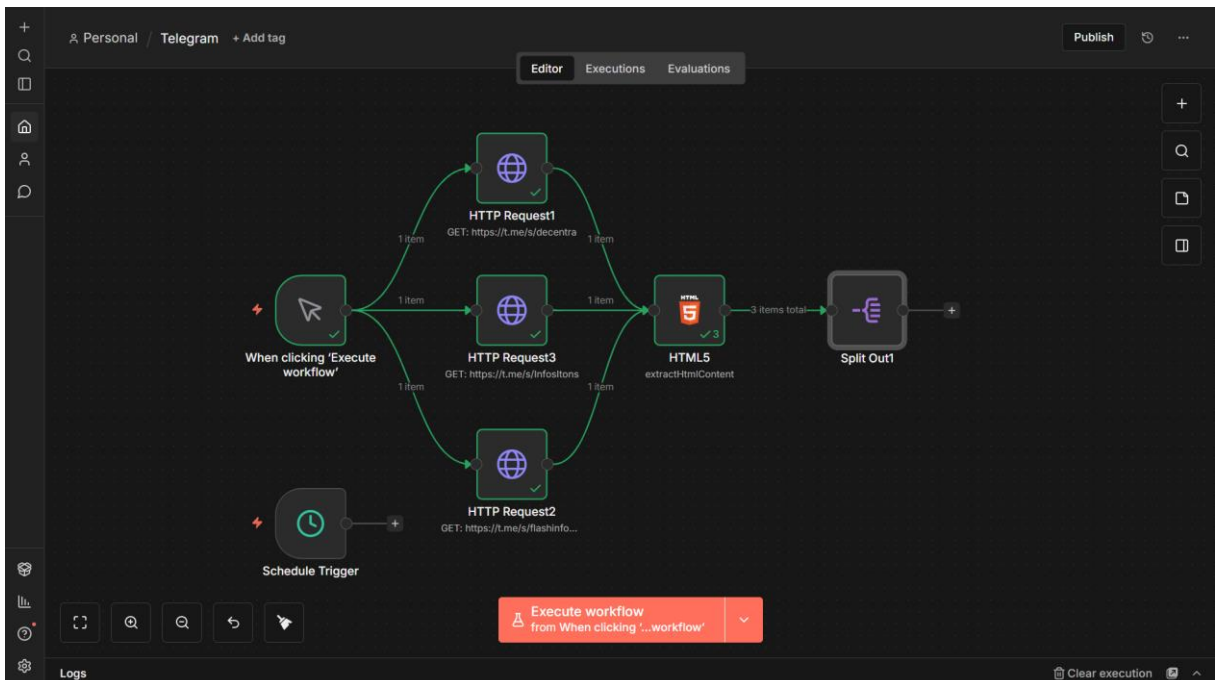 Personal / Telegram + Add tag
Publish
Editor Executions Evaluations
HTTP Request1
GET: https://t.me/s/decentra
1 item
1 item
When clicking ‘Execute
workflow’
1 item
HTTP Request3
GET: https://t.me/s/InfosItons
1 item
HTML
5
3
HTML5
extractHtmlContent
3 items total
Split Out1
1 item
1 item
HTTP Request2
GET: https://t.me/s/flashinfo...
Schedule Trigger
Execute workflow
from When clicking ‘...workflow’
Logs
Clear execution